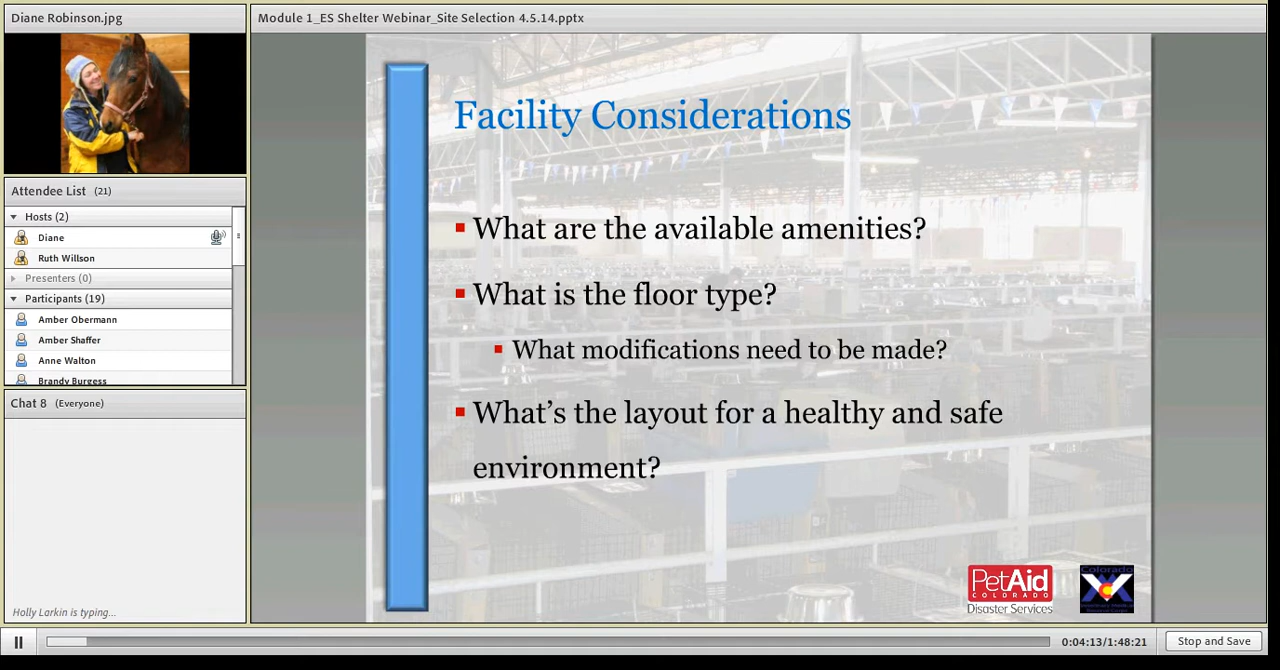 Diane Robinson.jpg
Module 1_ES Shelter Webinar_Site Selection 4.5.14.pptx
Attendee List (21)
Hosts (2)
Diane
Ruth Willson
Presenters (0)
Participants (19)
Amber Obermann
Amber Shaffer
Anne Walton
Brandy Burgess
Chat 8 (Everyone)
Holly Larkin is typing...
Facility Considerations
What are the available amenities?
What is the floor type?
What modifications need to be made?
What's the layout for a healthy and safe
environment?
PetAid
COLORADO
Disaster Services
Colorado
0:04:13/1:48:21
Stop and Save